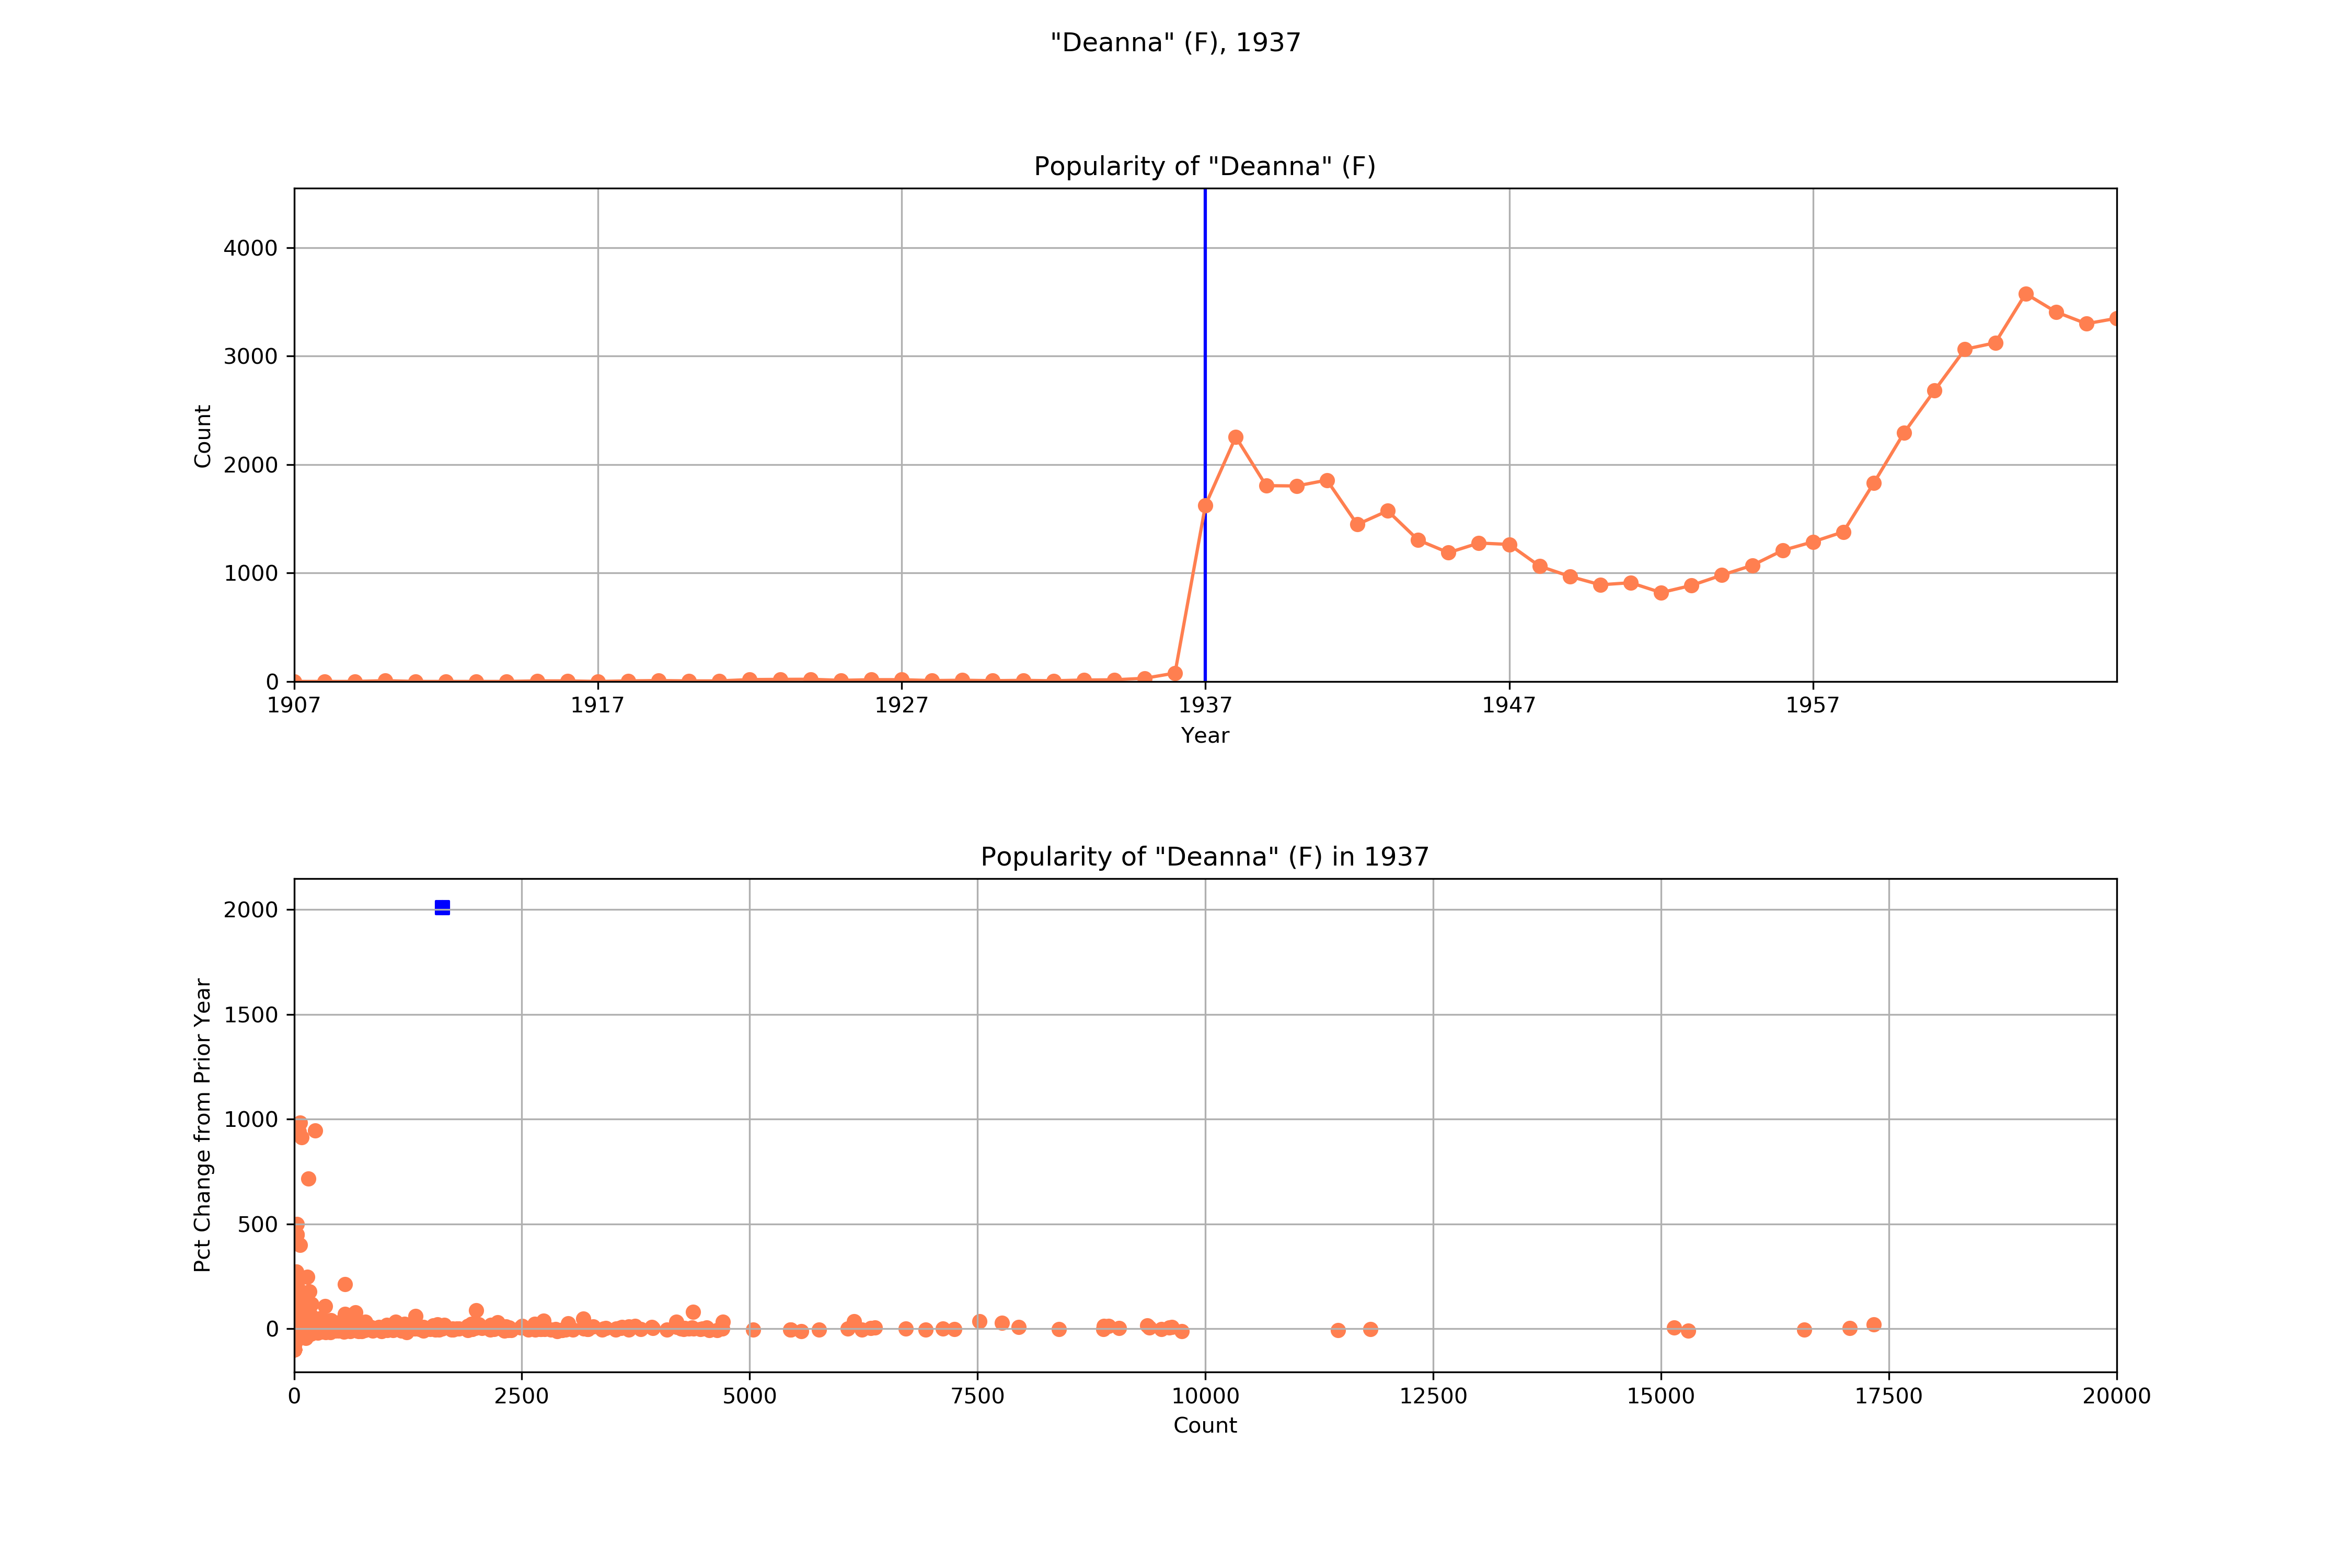 "Deanna" (F), 1937
Popularity of "Deanna" (F)
Count
4000
3000
2000
1000
0
1907 1917 1927 1937 1947 1957
Year
Popularity of "Deanna" (F) in 1937
Pct Change from Prior Year
2000
1500
1000
500
0
0 2500 5000 7500 10000 12500 15000 17500 20000
Count